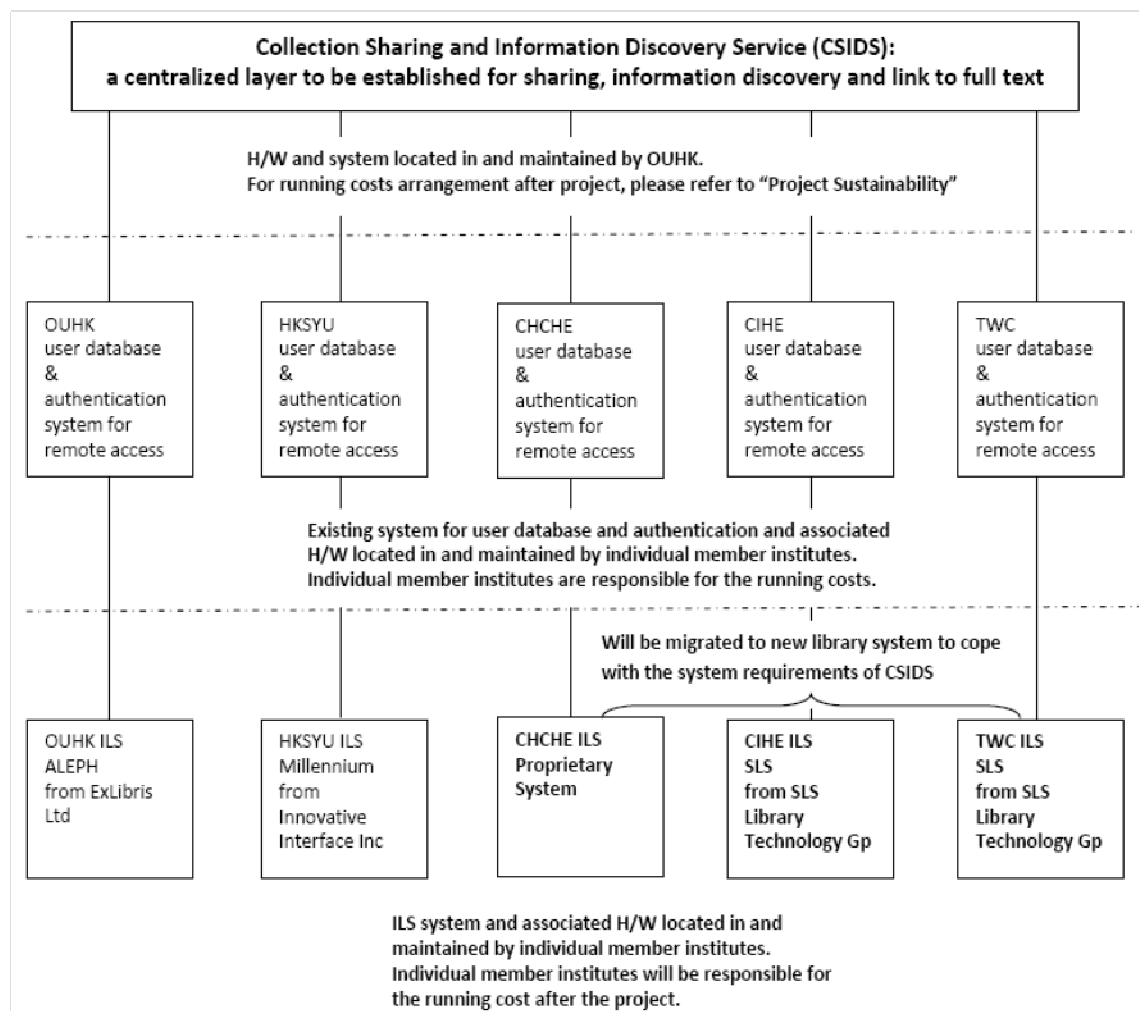 Collection Sharing and Information Discovery Service (CSIDS):
a centralized layer to be established for sharing, information discovery and link to full text
H/W and system located in and maintained by OUHK.
For running costs arrangement after project, please refer to “Project Sustainability”
OUHK
user database
&
authentication
system for
remote access
HKSYU
user database
&
authentication
system for
remote access
CHCHE
user database
&
authentication
system for
remote access
CIHE
user database
&
authentication
system for
remote access
TWC
user database
&
authentication
system for
remote access
Existing system for user database and authentication and associated
H/W located in and maintained by individual member institutes.
Individual member institutes are responsible for the running costs.
Will be migrated to new library system to cope
with the system requirements of CSIDS
OUHK ILS
ALEPH
from ExLibris
Ltd
HKSYU ILS
Millennium
from
Innovative
Interface Inc
CHCHE ILS
Proprietary
System
CIHE ILS
SLS
from SLS
Library
Technology Gp
TWC ILS
SLS
from SLS
Library
Technology Gp
ILS system and associated H/W located in and
maintained by individual member institutes.
Individual member institutes will be responsible for
the running cost after the project.